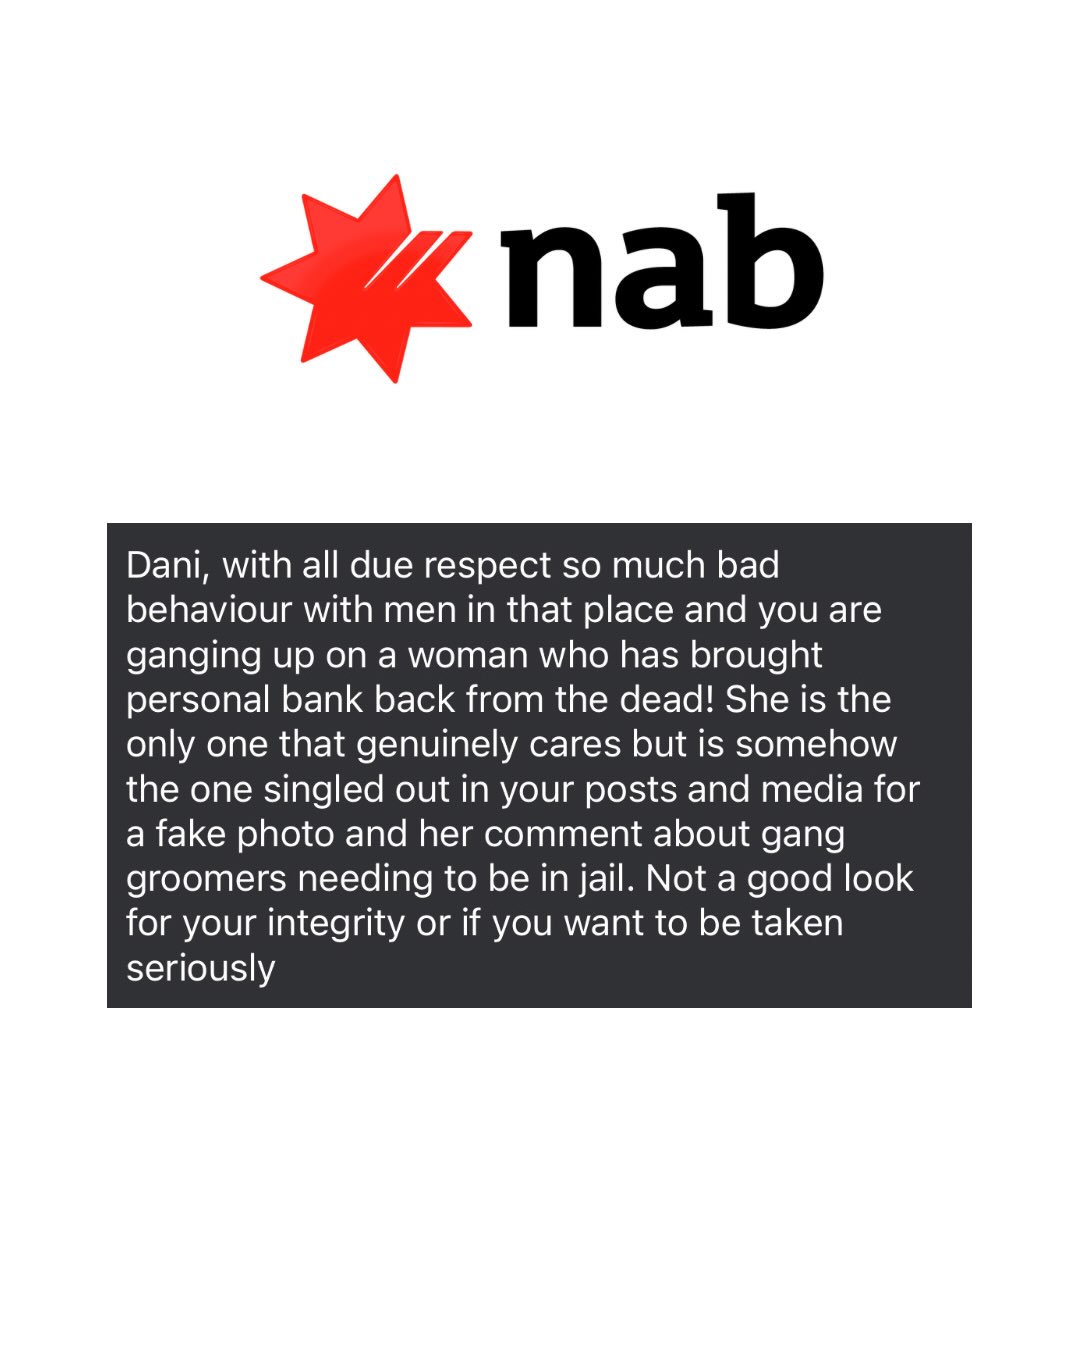 nab
Dani, with all due respect so much bad
behaviour with men in that place and you are
ganging up on a woman who has brought
personal bank back from the dead! She is the
only one that genuinely cares but is somehow
the one singled out in your posts and media for
a fake photo and her comment about gang
groomers needing to be in jail. Not a good look
for your integrity or if you want to be taken
seriously